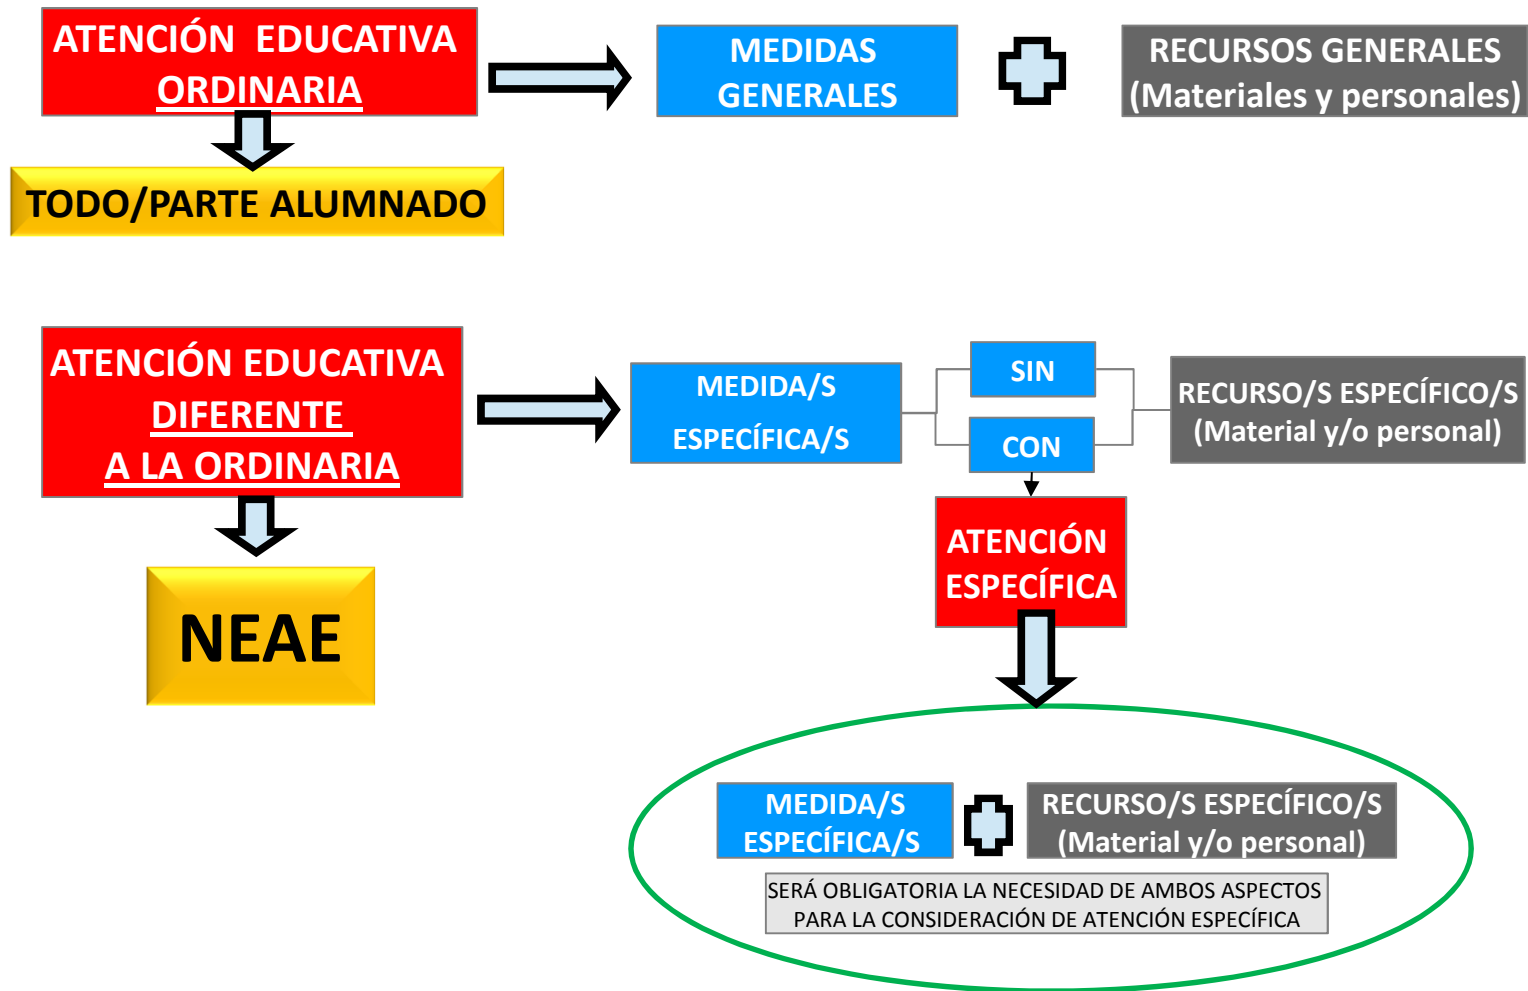 ATENCIÓN EDUCATIVA
ORDINARIA
MEDIDAS
GENERALES
RECURSOS GENERALES
(Materiales y personales)
TODO/PARTE ALUMNADO
ATENCIÓN EDUCATIVA
DIFERENTE
A LA ORDINARIA
MEDIDA/S
ESPECÍFICA/S
SIN
CON
RECURSO/S ESPECÍFICO/S
(Material y/o personal)
NEAE
ATENCIÓN
ESPECÍFICA
MEDIDA/S
ESPECÍFICA/S
RECURSO/S ESPECÍFICO/S
(Material y/o personal)
SERÁ OBLIGATORIA LA NECESIDAD DE AMBOS ASPECTOS
PARA LA CONSIDERACIÓN DE ATENCIÓN ESPECÍFICA